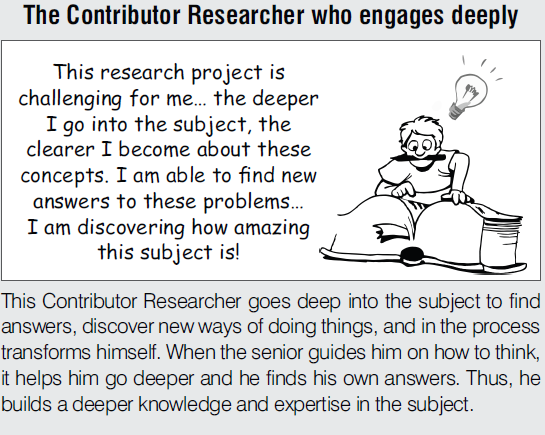 The Contributor Researcher who engages deeply
This research project is
challenging for me... the deeper
I go into the subject, the
clearer I become about these
concepts. I am able to find new
answers to these problems...
I am discovering how amazing
this subject is!
This Contributor Researcher goes deep into the subject to find
answers, discover new ways of doing things, and in the process
transforms himself. When the senior guides him on how to think,
it helps him go deeper and he finds his own answers. Thus, he
builds a deeper knowledge and expertise in the subject.